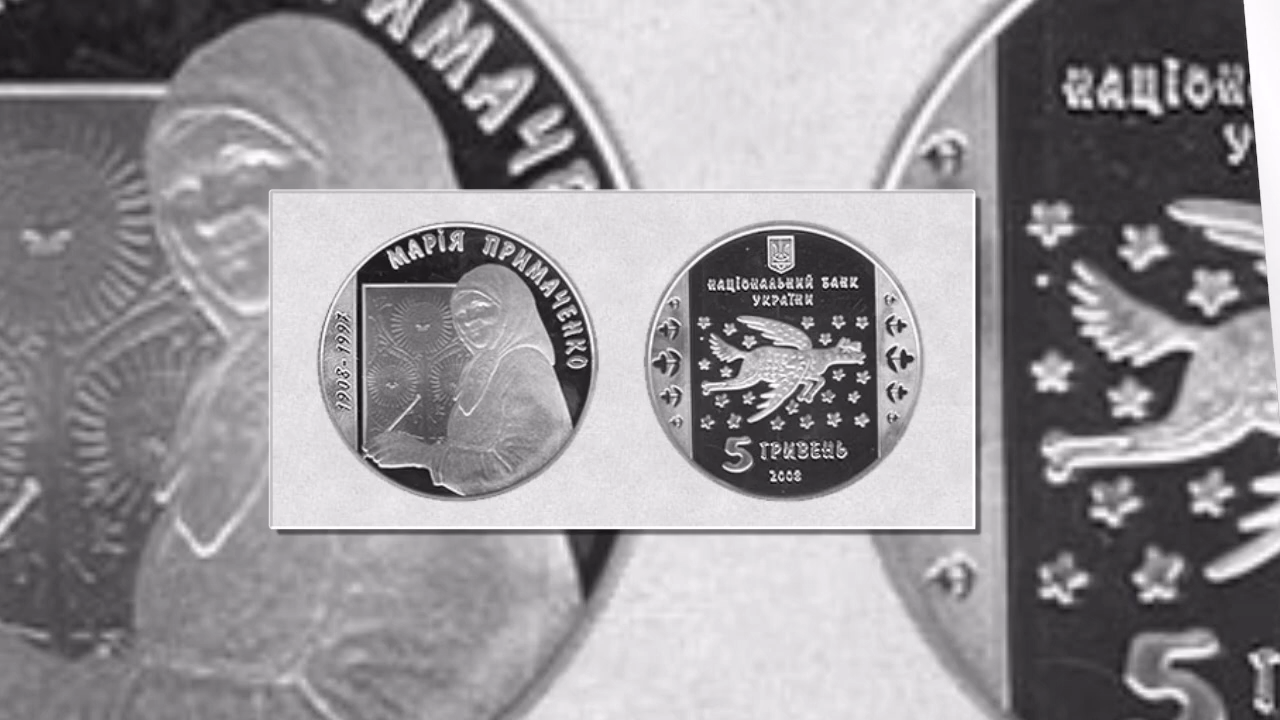 МАРІЯ ПРИМАЧЕНКО
1908-1997
НАЦІОНАЛЬНИЙ БАНК
УКРАЇНИ
5 ГРИВЕНЬ
2008